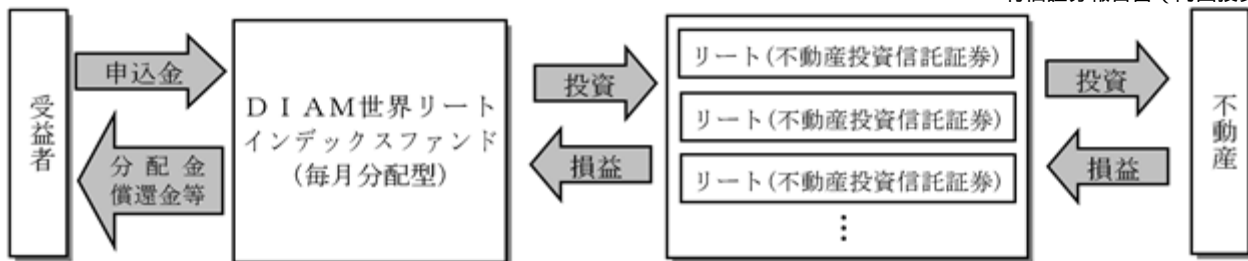 受益者
申込金
分配金
償還金等
ＤＩＡＭ世界リート
インデックスファンド
(毎月分配型)
投資
損益
リート(不動産投資信託証券)
リート(不動産投資信託証券)
リート(不動産投資信託証券)
⋮
投資
損益
不動産